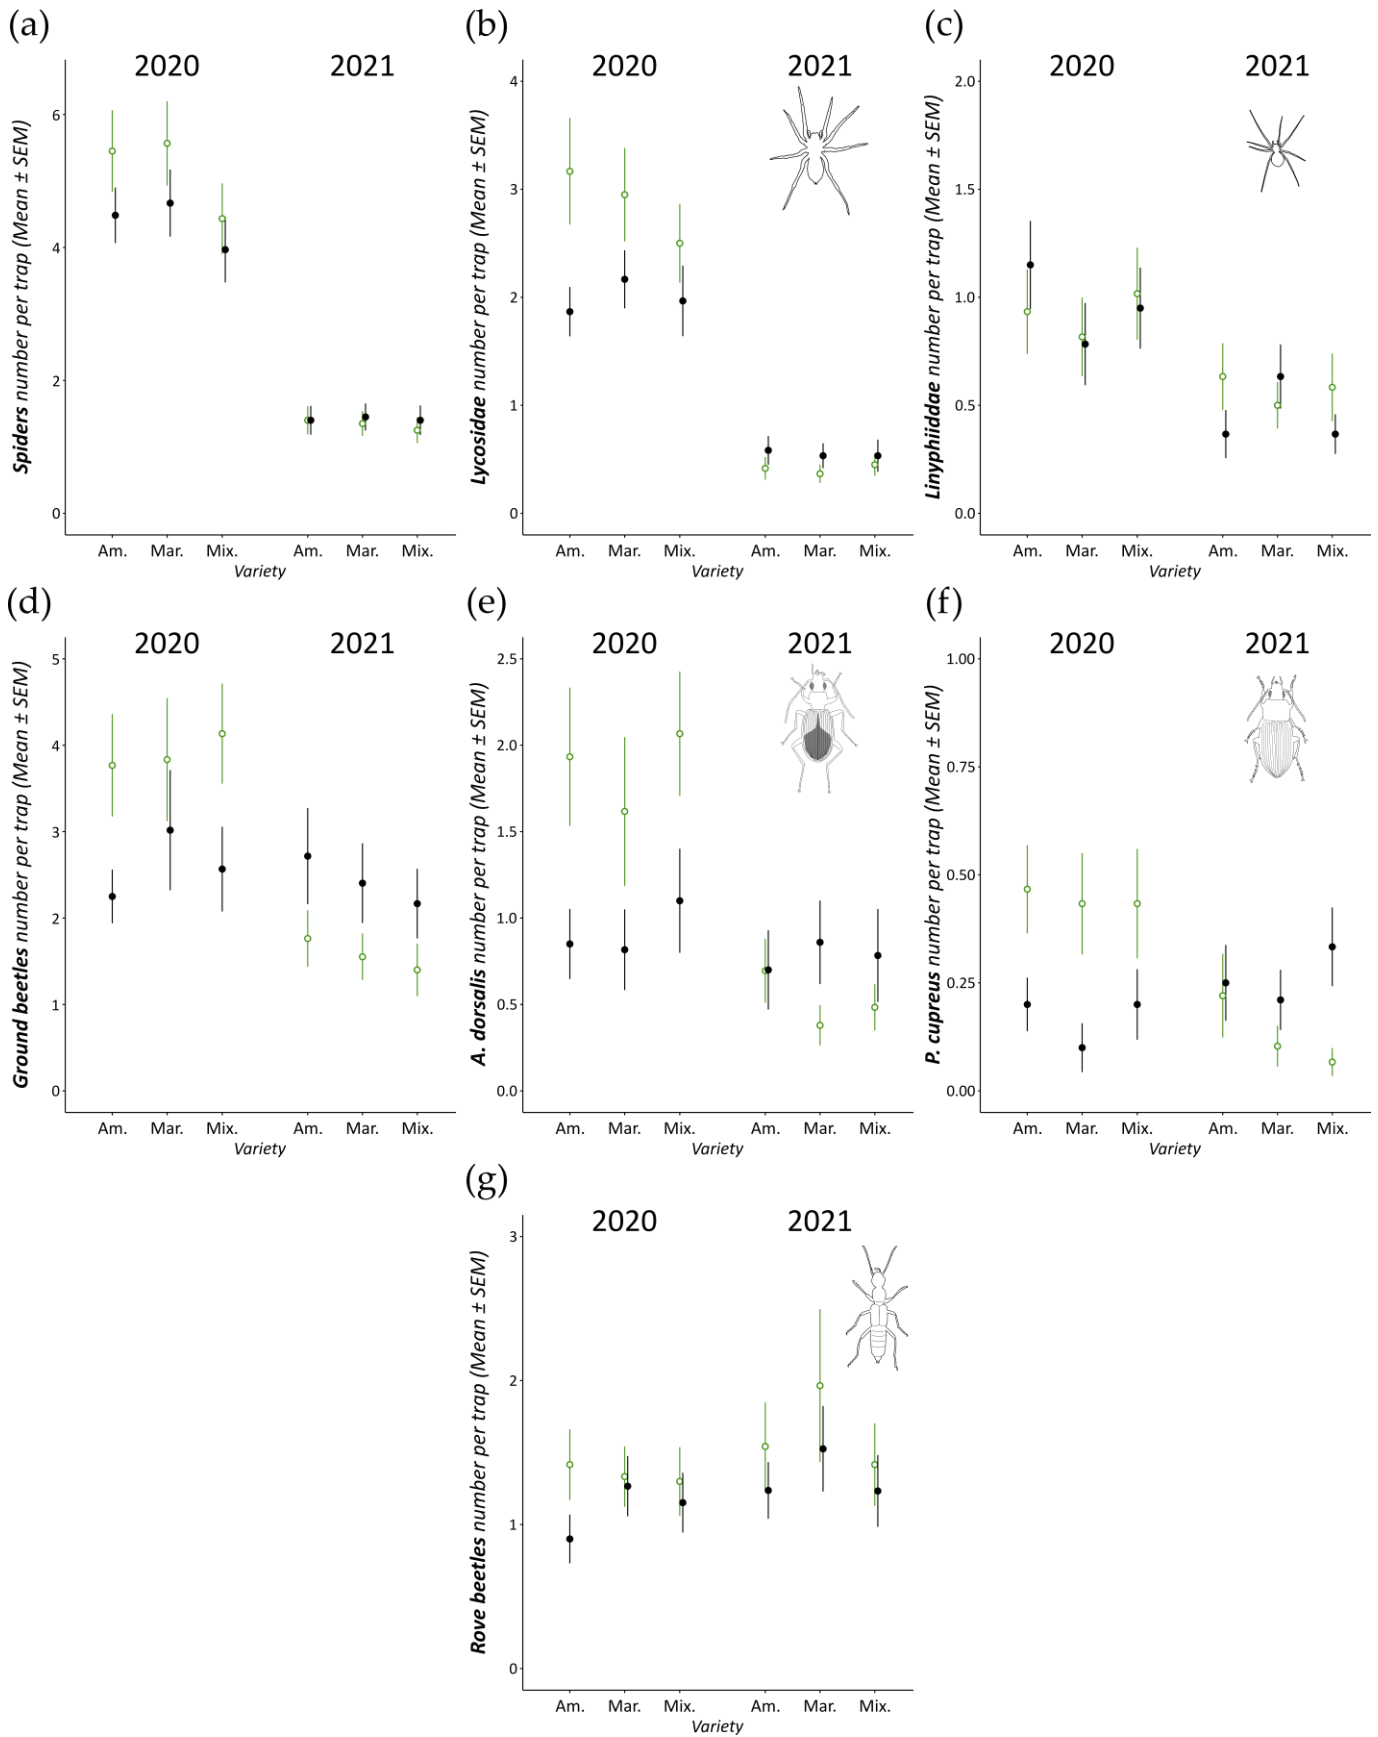 (a)
2020 2021
Spiders number per trap (Mean ± SEM)
6
4
2
0
Am. Mar. Mix. Am. Mar. Mix.
Variety
(b)
2020 2021
Lycosidae number per trap (Mean ± SEM)
4
3
2
1
0
Am. Mar. Mix. Am. Mar. Mix.
Variety
(c)
2020 2021
Linyphiiddae number per trap (Mean ± SEM)
2.0
1.5
1.0
0.5
0.0
Am. Mar. Mix. Am. Mar. Mix.
Variety
(d)
2020 2021
Ground beetles number per trap (Mean ± SEM)
5
4
3
2
1
0
Am. Mar. Mix. Am. Mar. Mix.
Variety
(e)
2020 2021
A. dorsalis number per trap (Mean ± SEM)
2.5
2.0
1.5
1.0
0.5
0.0
Am. Mar. Mix. Am. Mar. Mix.
Variety
(f)
2020 2021
P. cupreus number per trap (Mean ± SEM)
1.00
0.75
0.50
0.25
0.00
Am. Mar. Mix. Am. Mar. Mix.
Variety
(g)
2020 2021
Rove beetles number per trap (Mean ± SEM)
3
2
1
0
Am. Mar. Mix. Am. Mar. Mix.
Variety